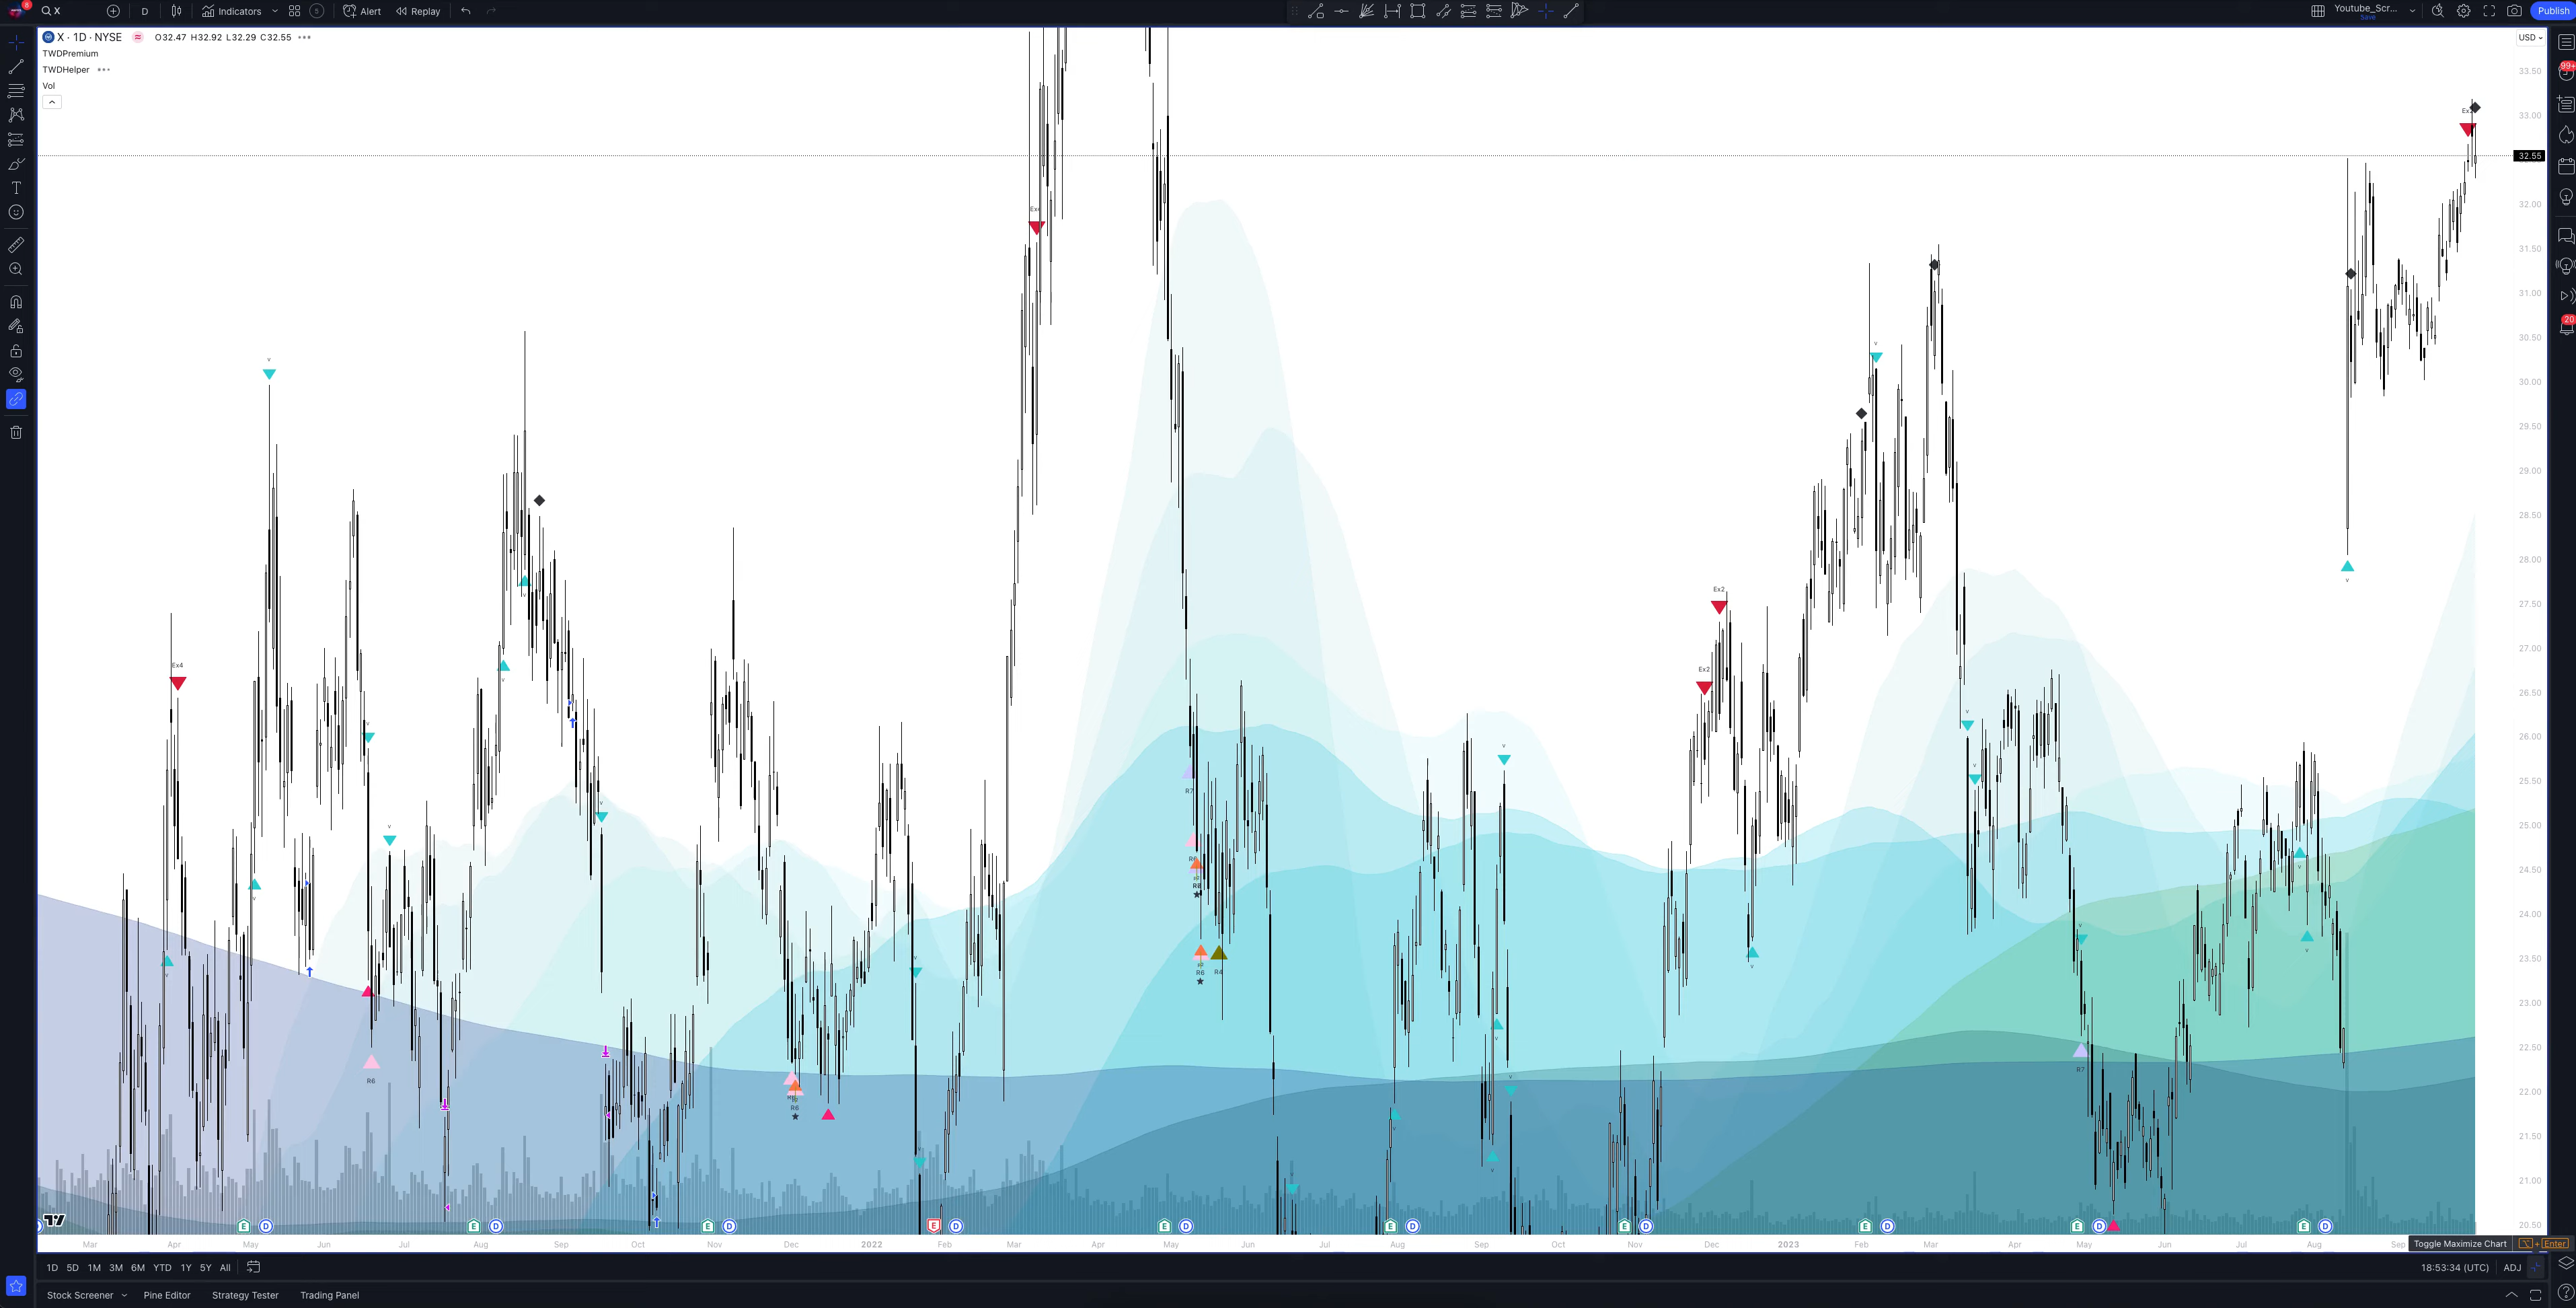 8
X
D
Indicators
5
Alert
Replay
Youtube_Scr...
Save
Publish
X · 1D · NYSE
O32.47 H32.92 L32.29 C32.55
TWDPremium
TWDHelper
Vol
USD
33.50
33.00
32.55
32.00
31.50
31.00
30.50
30.00
29.50
29.00
28.50
28.00
27.50
27.00
26.50
26.00
25.50
25.00
24.50
24.00
23.50
23.00
22.50
22.00
21.50
21.00
20.50
99+
20
Ex4
Ex2
Ex2
R6
R6
R7
R6
R4
R7
E D E D E D E D E D E D E D E D E D E D
Mar Apr May Jun Jul Aug Sep Oct Nov Dec 2022 Feb Mar Apr May Jun Jul Aug Sep Oct Nov Dec 2023 Feb Mar Apr May Jun Jul Aug Sep
Toggle Maximize Chart ⌥ + Enter
1D 5D 1M 3M 6M YTD 1Y 5Y All
18:53:34 (UTC) ADJ
Stock Screener Pine Editor Strategy Tester Trading Panel